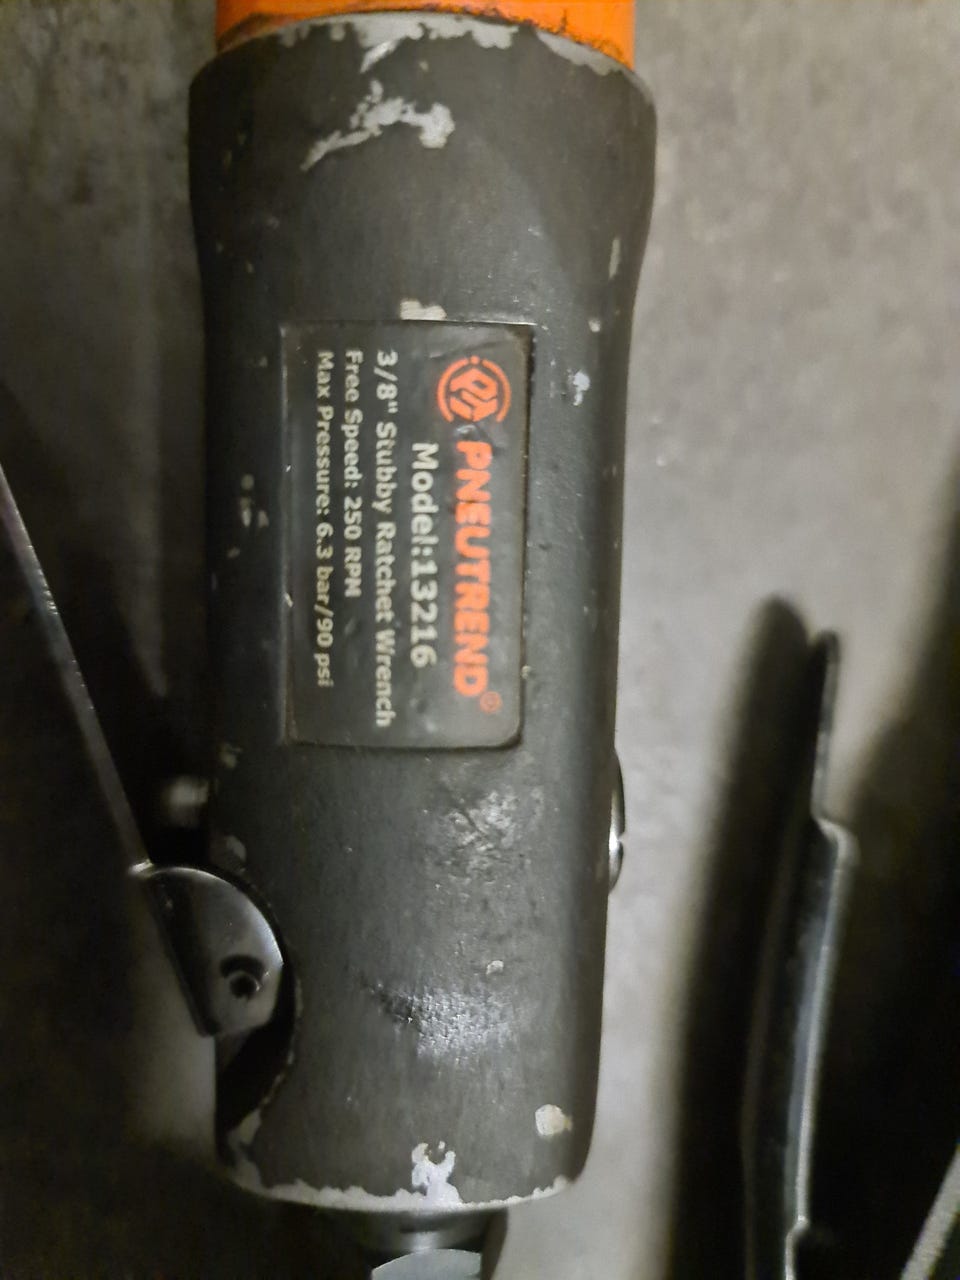 PNEUTREND®
Model:13216
3/8" Stubby Ratchet Wrench
Free Speed: 250 RPM
Max Pressure: 6.3 bar/90 psi